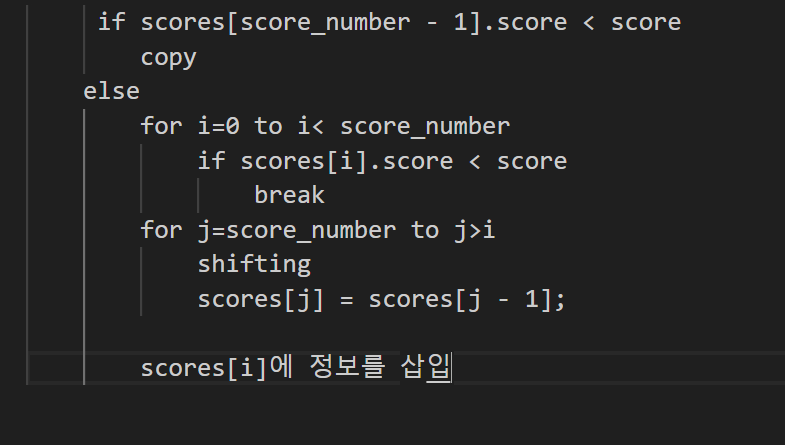 if scores[score_number - 1].score < score
copy
else
for i=0 to i< score_number
if scores[i].score < score
break
for j=score_number to j>i
shifting
scores[j] = scores[j - 1];
scores[i]에 정보를 삽입